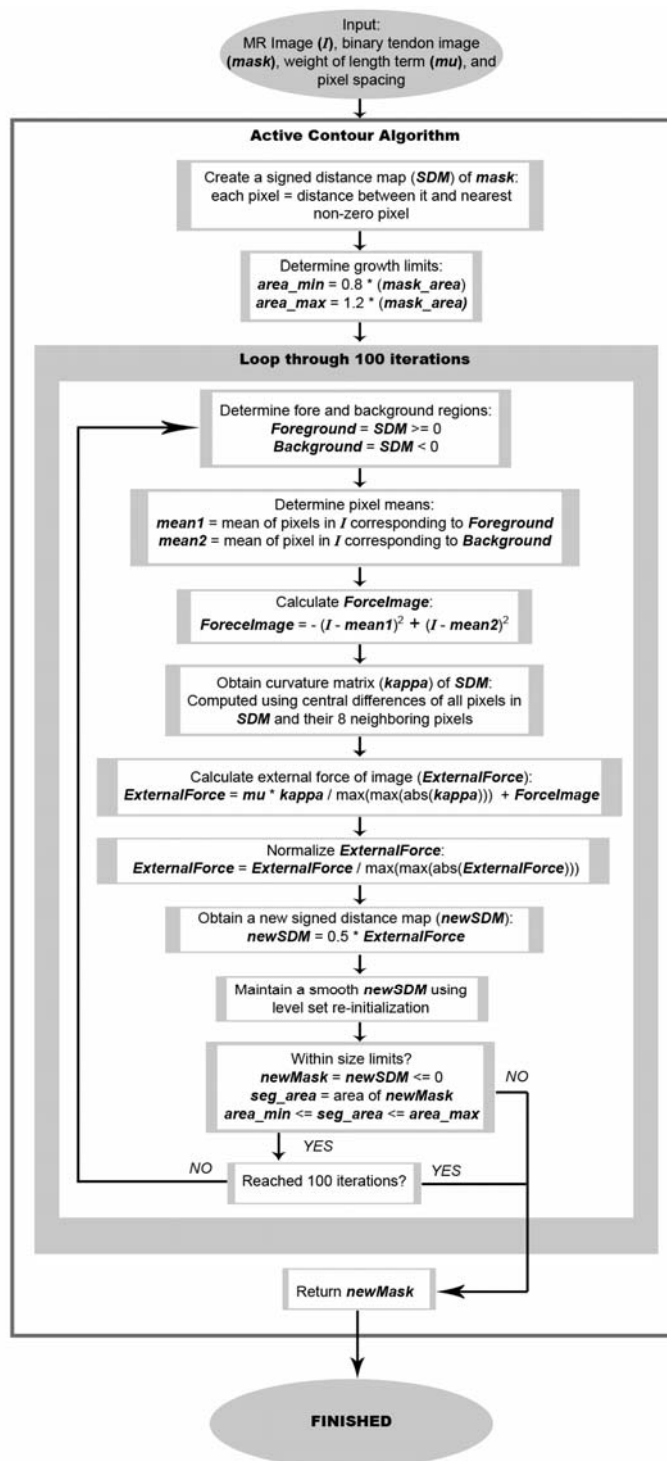 Input:
MR Image (I), binary tendon image
(mask), weight of length term (mu), and
pixel spacing
Active Contour Algorithm
Create a signed distance map (SDM) of mask:
each pixel = distance between it and nearest
non-zero pixel
Determine growth limits:
area_min = 0.8 * (mask_area)
area_max = 1.2 * (mask_area)
Loop through 100 iterations
Determine fore and background regions:
Foreground = SDM >= 0
Background = SDM < 0
Determine pixel means:
mean1 = mean of pixels in I corresponding to Foreground
mean2 = mean of pixel in I corresponding to Background
Calculate ForceImage:
ForeceImage = - (I - mean1)² + (I - mean2)²
Obtain curvature matrix (kappa) of SDM:
Computed using central differences of all pixels in
SDM and their 8 neighboring pixels
Calculate external force of image (ExternalForce):
ExternalForce = mu * kappa / max(max(abs(kappa))) + ForceImage
Normalize ExternalForce:
ExternalForce = ExternalForce / max(max(abs(ExternalForce)))
Obtain a new signed distance map (newSDM):
newSDM = 0.5 * ExternalForce
Maintain a smooth newSDM using
level set re-initialization
Within size limits?
newMask = newSDM <= 0
seg_area = area of newMask
area_min <= seg_area <= area_max
NO
YES
NO
Reached 100 iterations?
YES
Return newMask
FINISHED